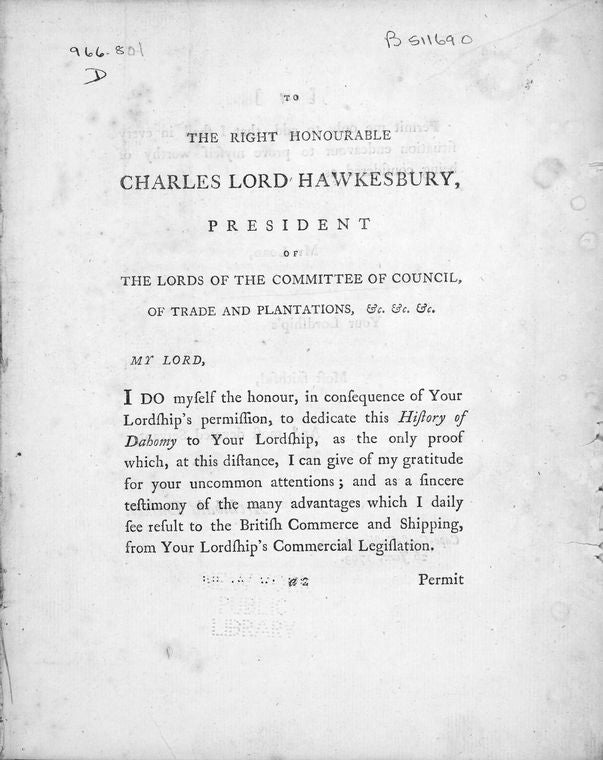 966.801
D
B 511690
TO
THE RIGHT HONOURABLE
CHARLES LORD HAWKESBURY,
PRESIDENT
OF
THE LORDS OF THE COMMITTEE OF COUNCIL,
OF TRADE AND PLANTATIONS, &c. &c. &c.
MY LORD,
I DO myſelf the honour, in conſequence of Your
Lordſhip's permiſſion, to dedicate this Hiſtory of
Dahomy to Your Lordſhip, as the only proof
which, at this diſtance, I can give of my gratitude
for your uncommon attentions; and as a ſincere
teſtimony of the many advantages which I daily
ſee reſult to the Britiſh Commerce and Shipping,
from Your Lordſhip's Commercial Legiſlation.
a 2
Permit
PUBLIC
LIBRARY